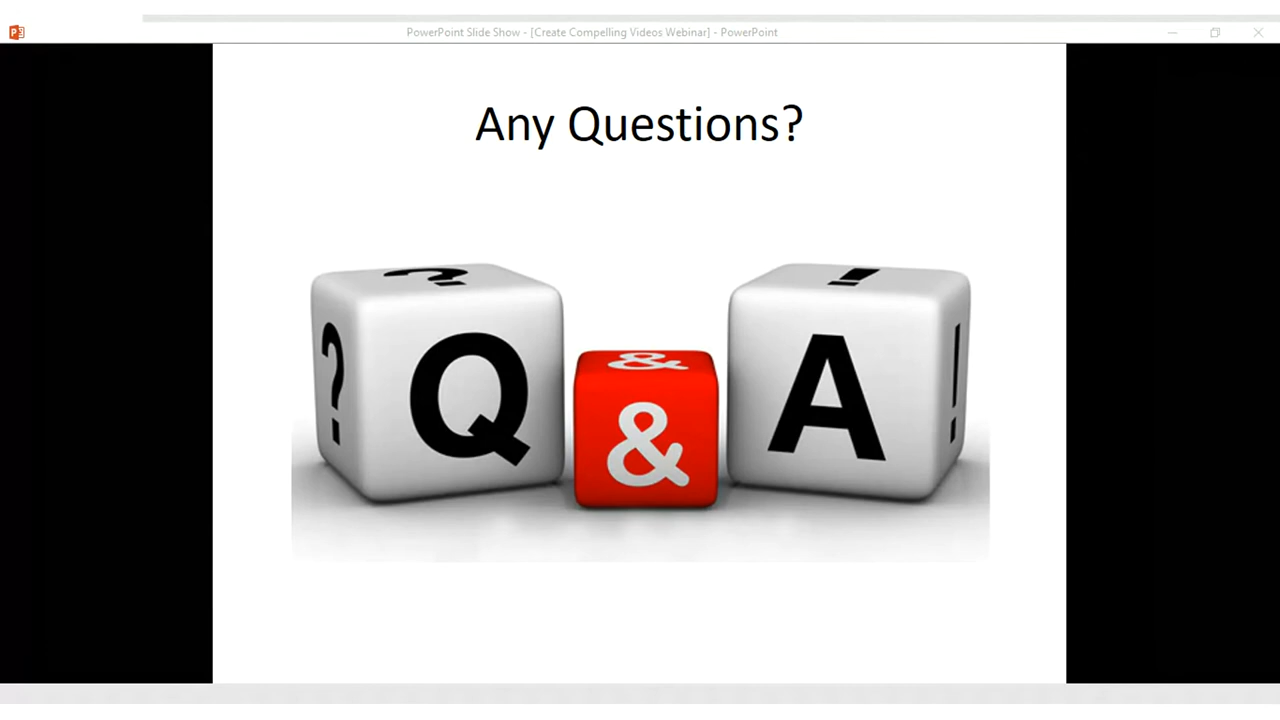 PowerPoint Slide Show - [Create Compelling Videos Webinar] - PowerPoint
Any Questions?
? ? Q & & A ! !